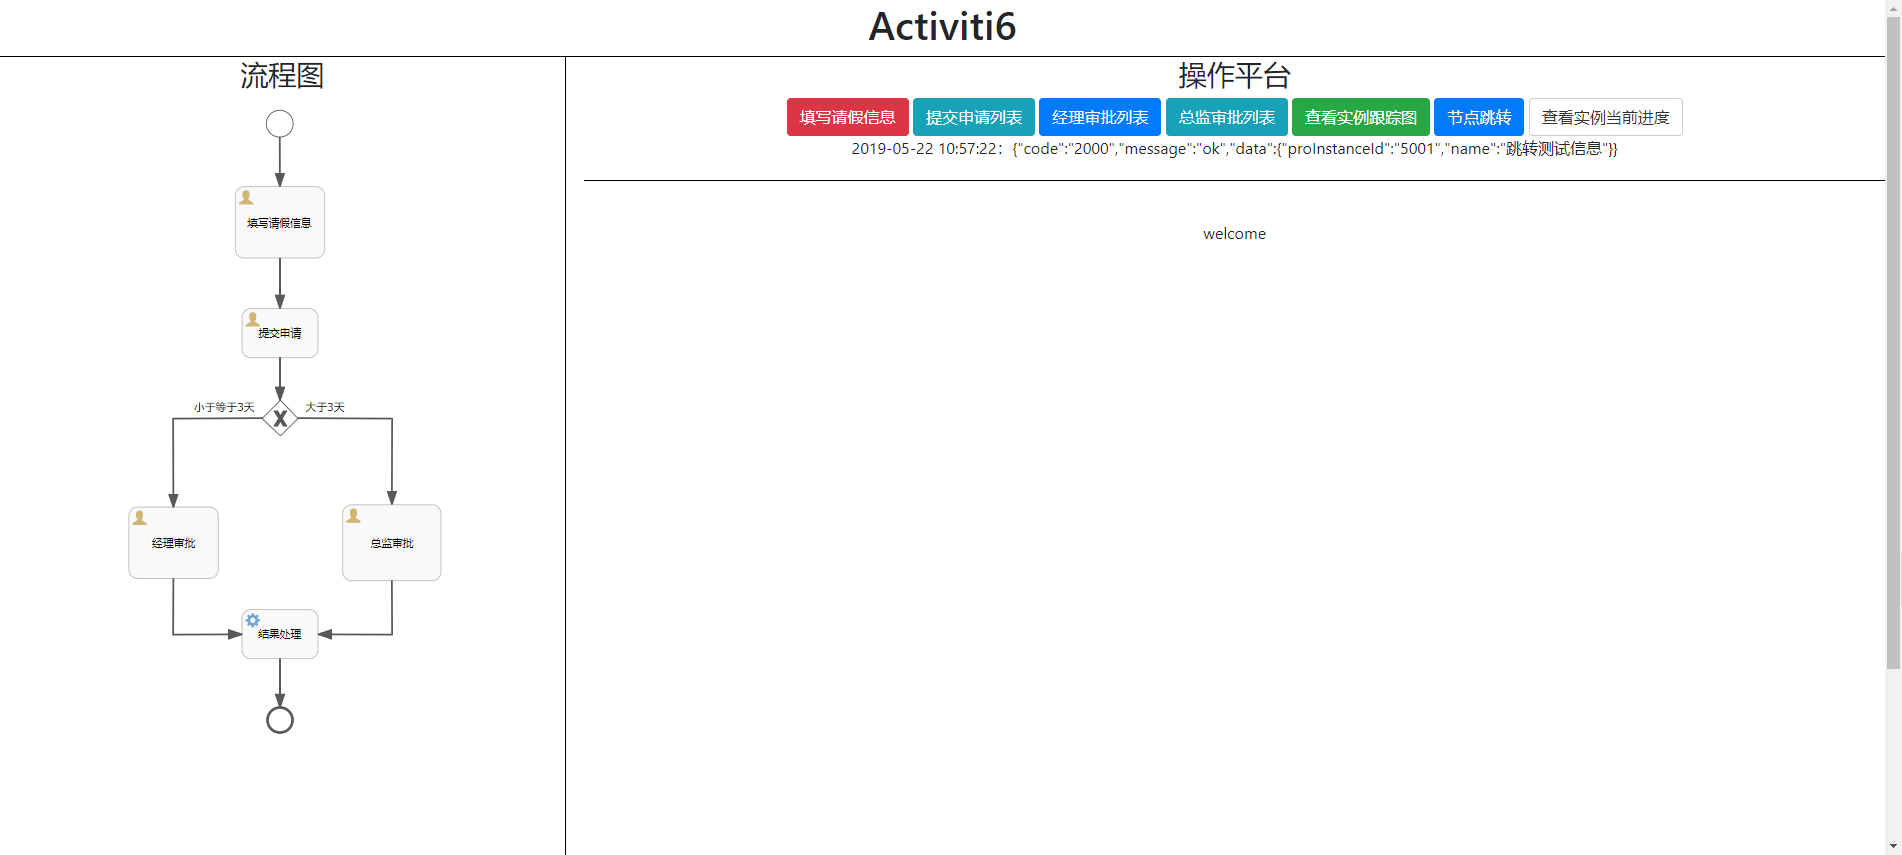 Activiti6
流程图
填写请假信息
提交申请
小于等于3天
大于3天
X
经理审批
总监审批
结果处理
操作平台
填写请假信息 提交申请列表 经理审批列表 总监审批列表 查看实例跟踪图 节点跳转 查看实例当前进度
2019-05-22 10:57:22：{"code":"2000","message":"ok","data":{"proInstanceId":"5001","name":"跳转测试信息"}}
welcome